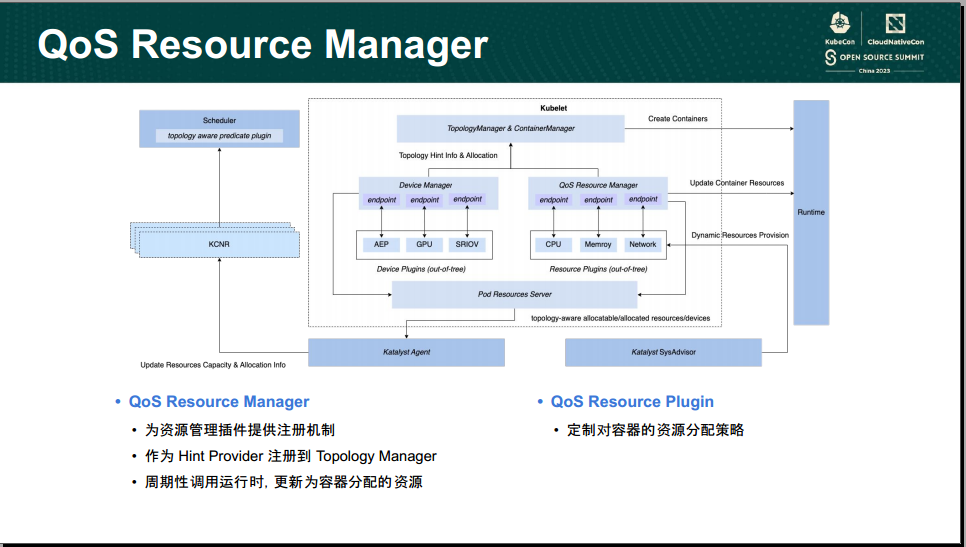 QoS Resource Manager
KubeCon
CloudNativeCon
OPEN SOURCE SUMMIT
China 2023
Kubelet
Scheduler
topology aware predicate plugin
TopologyManager & ContainerManager
Create Containers
Topology Hint Info & Allocation
Device Manager
endpoint endpoint endpoint
QoS Resource Manager
endpoint endpoint endpoint
Update Container Resources
Runtime
KCNR
AEP GPU SRIOV
CPU Memroy Network
Dynamic Resources Provision
Device Plugins (out-of-tree)
Resource Plugins (out-of-tree)
Pod Resources Server
topology-aware allocatable/allocated resources/devices
Katalyst Agent
Katalyst SysAdvisor
Update Resources Capacity & Allocation Info
• QoS Resource Manager
• 为资源管理插件提供注册机制
• 作为 Hint Provider 注册到 Topology Manager
• 周期性调用运行时, 更新为容器分配的资源
• QoS Resource Plugin
• 定制对容器的资源分配策略